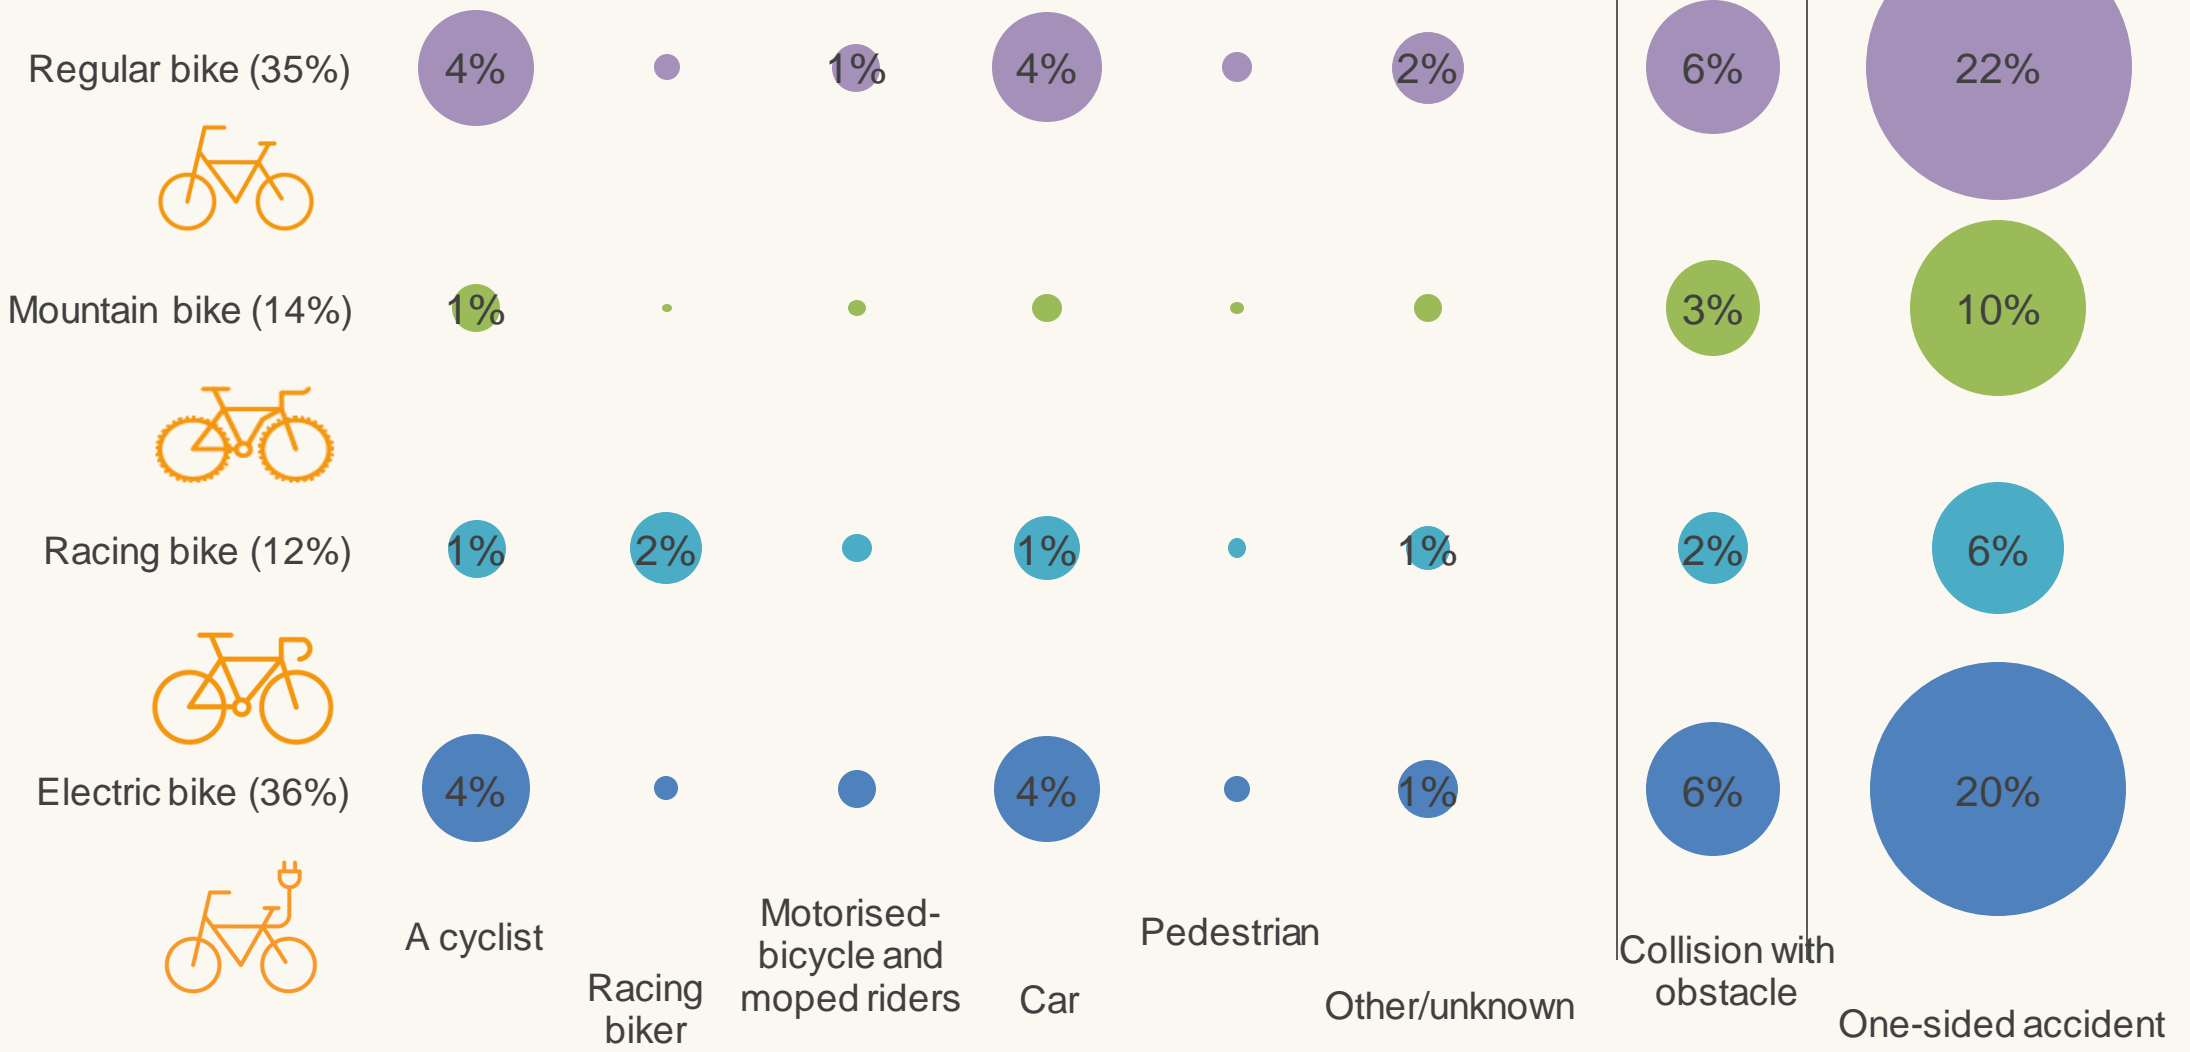 Regular bike (35%)
4%
1%
4%
2%
6%
22%
Mountain bike (14%)
1%
3%
10%
Racing bike (12%)
1%
2%
1%
1%
2%
6%
Electric bike (36%)
4%
4%
1%
6%
20%
A cyclist
Racing
biker
Motorised-
bicycle and
moped riders
Car
Pedestrian
Other/unknown
Collision with
obstacle
One-sided accident